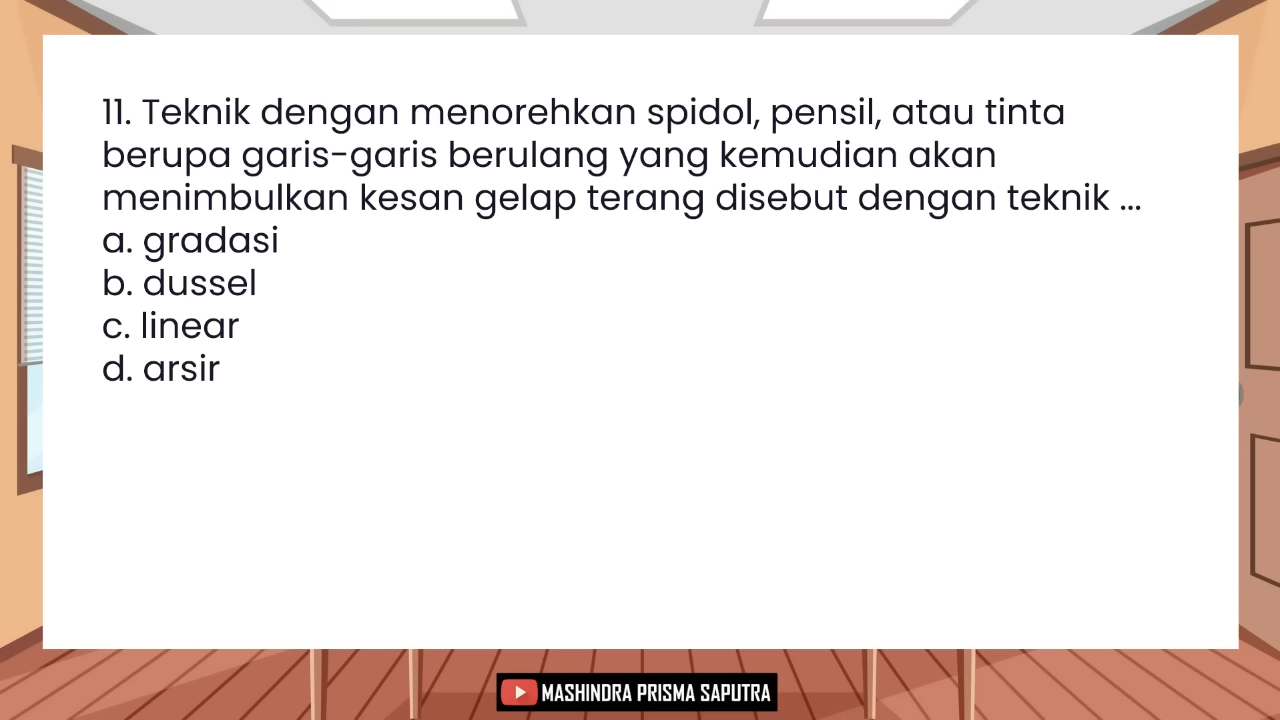 11. Teknik dengan menorehkan spidol, pensil, atau tinta
berupa garis-garis berulang yang kemudian akan
menimbulkan kesan gelap terang disebut dengan teknik ...
a. gradasi
b. dussel
c. linear
d. arsir
MASHINDRA PRISMA SAPUTRA